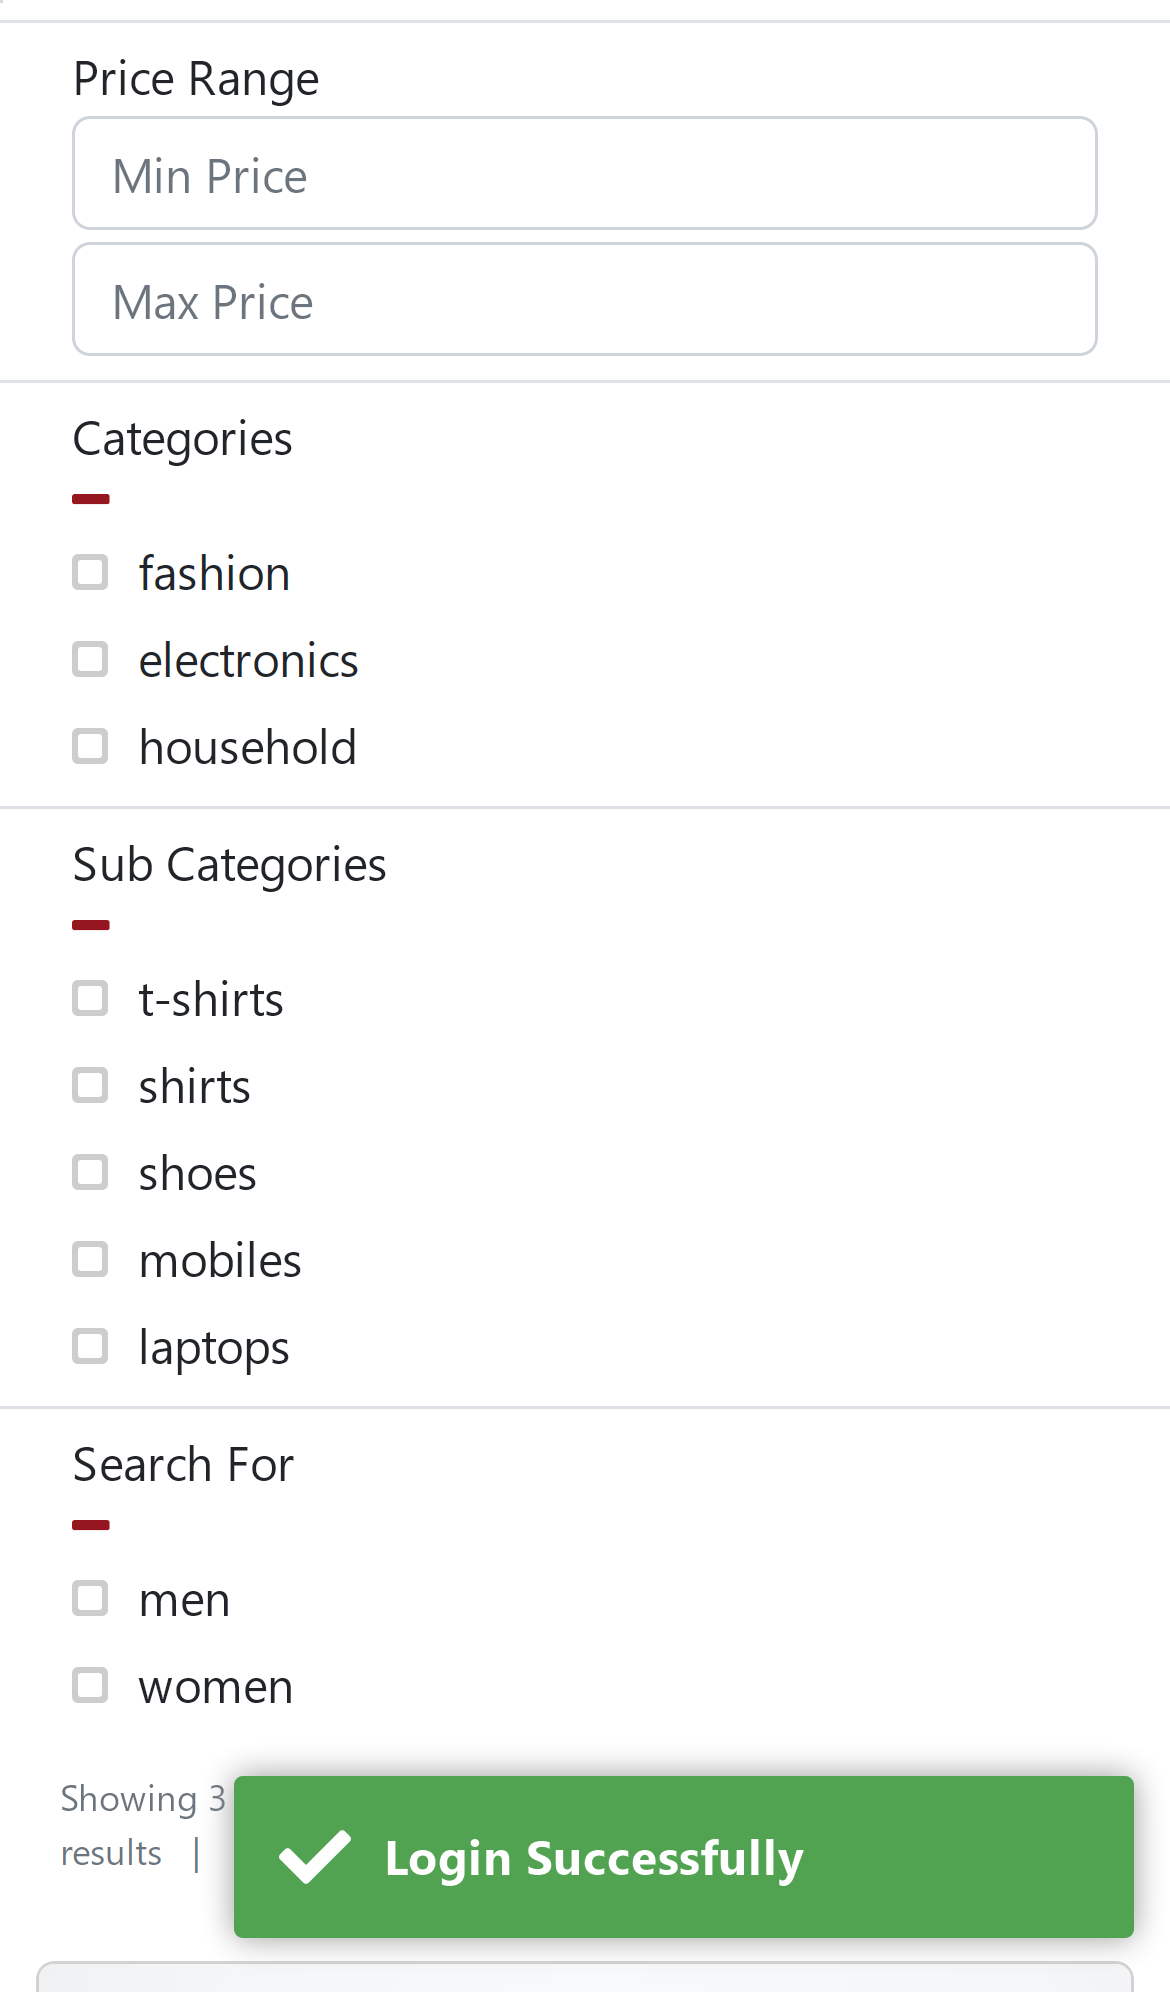 Price Range
Min Price
Max Price
Categories
fashion
electronics
household
Sub Categories
t-shirts
shirts
shoes
mobiles
laptops
Search For
men
women
Showing 3
results |
Login Successfully